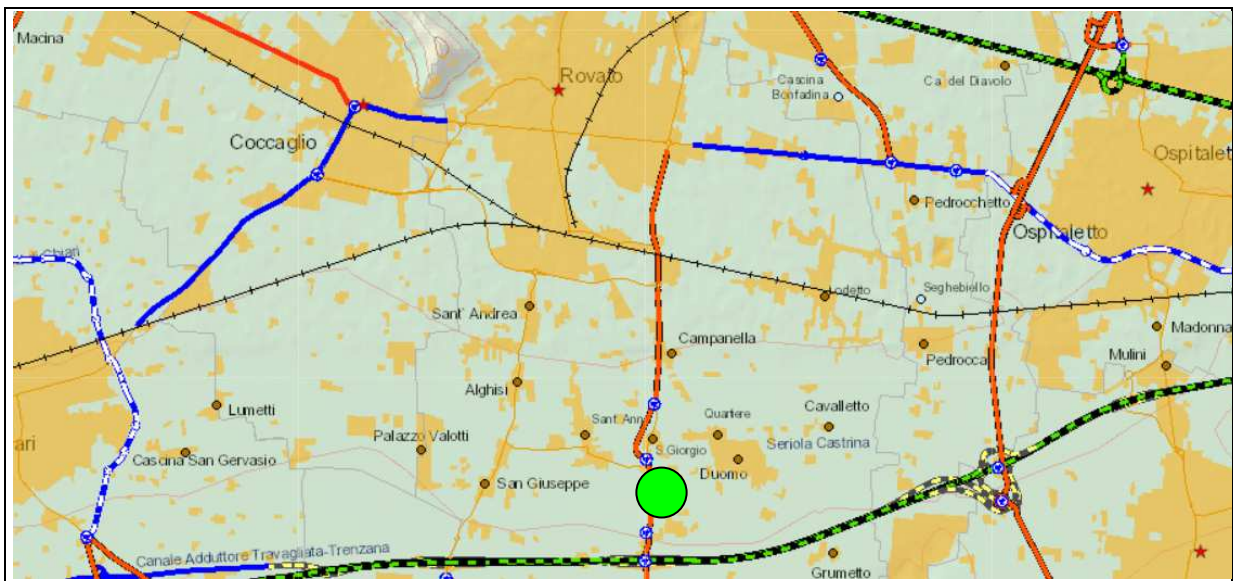 Macina
Rovato
Cascina
Bonfadina
Ca del Diavolo
Coccaglio
Ospitalet
Pedrocchetto
Ospitaletto
Chiari
Lodetto
Seghebiello
Sant' Andrea
Campanella
Madonna
Pedrocca
Mulini
Alghisi
Lumetti
Sant' Ann
Quartiere
Cavalletto
ari
Palazzo Valotti
S.Giorgio
Seriola Castrina
Cascina San Gervasio
Duomo
San Giuseppe
Canale Adduttore Travagliata-Trenzana
Grumetto